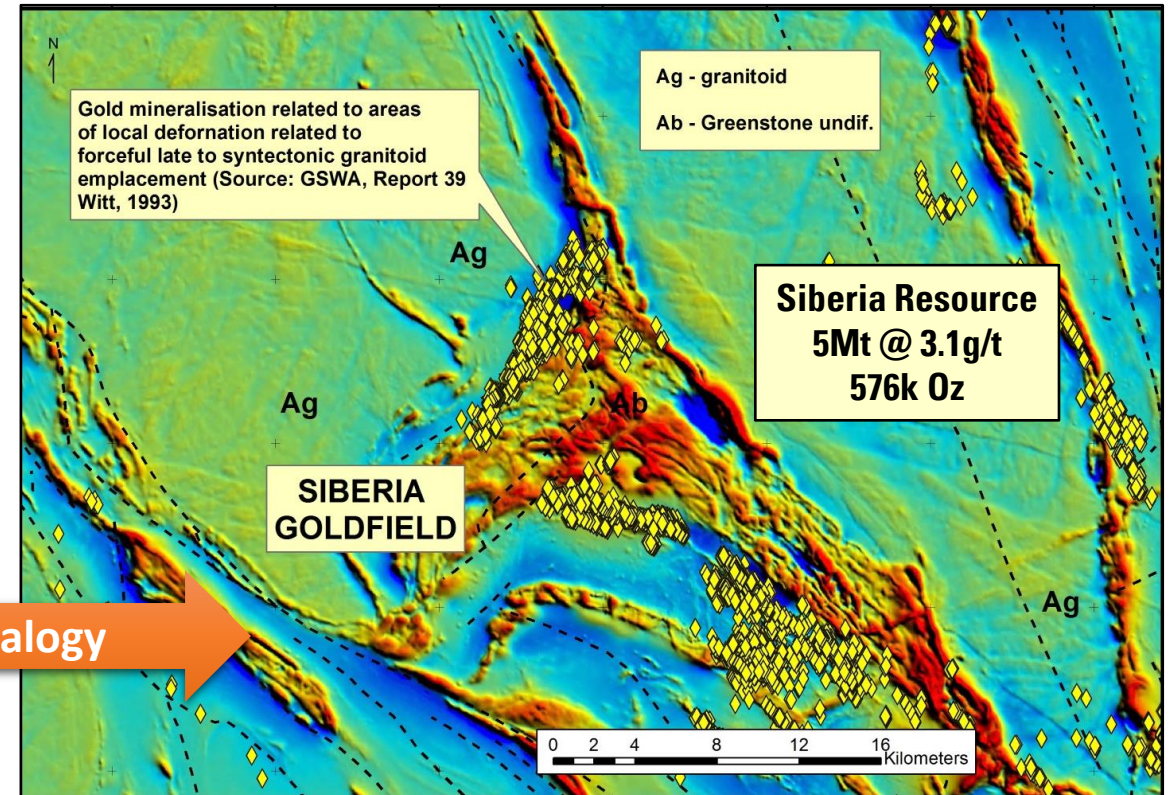 N
Gold mineralisation related to areas
of local defornation related to
forceful late to syntectonic granitoid
emplacement (Source: GSWA, Report 39
Witt, 1993)
Ag - granitoid
Ab - Greenstone undif.
Ag
Siberia Resource
5Mt @ 3.1g/t
576k Oz
Ag
Ab
SIBERIA
GOLDFIELD
Ag
alogy
0 2 4 8 12 16
Kilometers